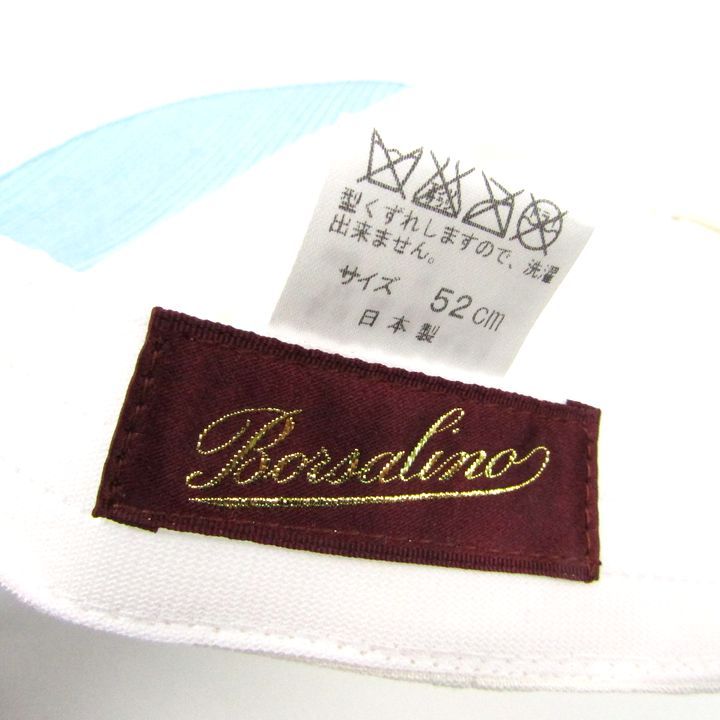 型くずれしますので、洗濯
出来ません。
サイズ 52cm
日本製
Borsalino